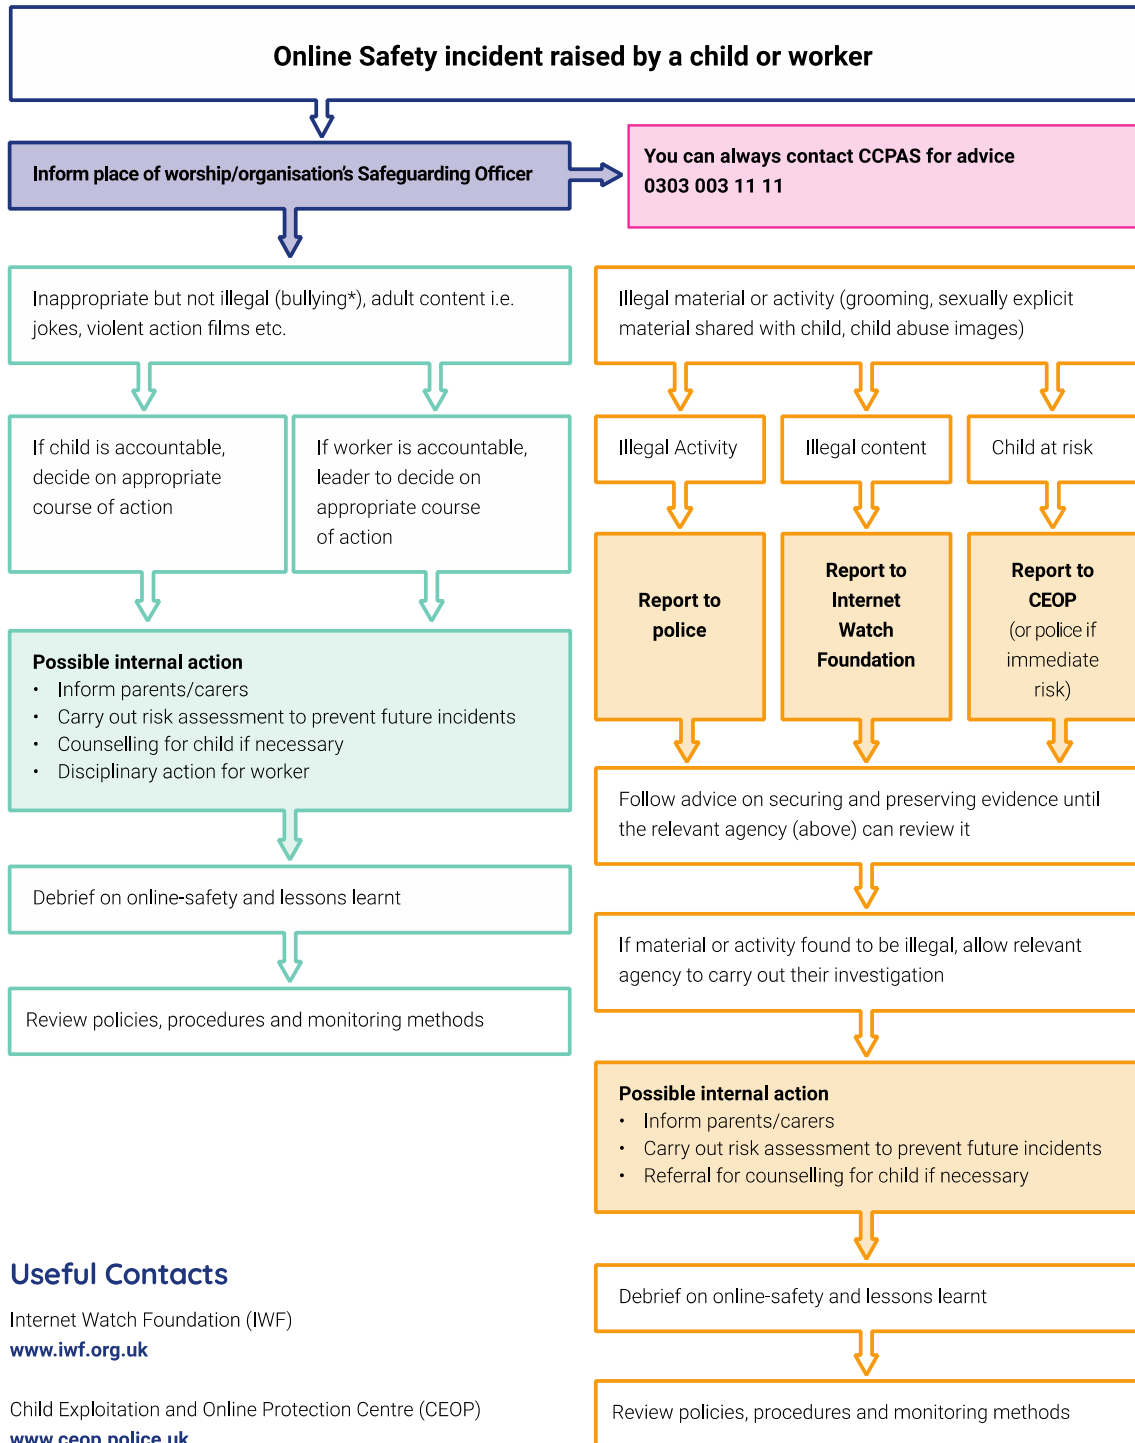 Online Safety incident raised by a child or worker
Inform place of worship/organisation's Safeguarding Officer
You can always contact CCPAS for advice
0303 003 11 11
Inappropriate but not illegal (bullying*), adult content i.e.
jokes, violent action films etc.
If child is accountable,
decide on appropriate
course of action
If worker is accountable,
leader to decide on
appropriate course
of action
Possible internal action
• Inform parents/carers
• Carry out risk assessment to prevent future incidents
• Counselling for child if necessary
• Disciplinary action for worker
Debrief on online-safety and lessons learnt
Review policies, procedures and monitoring methods
Illegal material or activity (grooming, sexually explicit
material shared with child, child abuse images)
Illegal Activity
Illegal content
Child at risk
Report to
police
Report to
Internet
Watch
Foundation
Report to
CEOP
(or police if
immediate
risk)
Follow advice on securing and preserving evidence until
the relevant agency (above) can review it
If material or activity found to be illegal, allow relevant
agency to carry out their investigation
Possible internal action
• Inform parents/carers
• Carry out risk assessment to prevent future incidents
• Referral for counselling for child if necessary
Debrief on online-safety and lessons learnt
Review policies, procedures and monitoring methods
Useful Contacts
Internet Watch Foundation (IWF)
www.iwf.org.uk
Child Exploitation and Online Protection Centre (CEOP)
www.ceop.police.uk